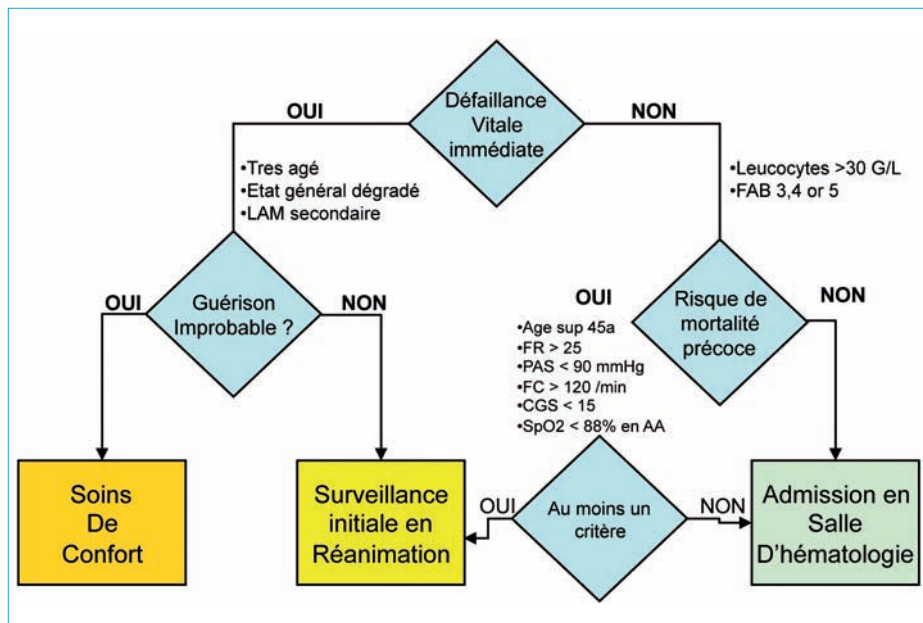 Défaillance
Vitale
immédiate
OUI
NON
•Tres agé
•Etat général dégradé
•LAM secondaire
•Leucocytes >30 G/L
•FAB 3,4 or 5
OUI
Guérison
Improbable ?
NON
OUI
•Age sup 45a
•FR > 25
•PAS < 90 mmHg
•FC > 120 /min
•CGS < 15
•SpO2 < 88% en AA
Risque de
mortalité
précoce
NON
Soins
De
Confort
Surveillance
initiale en
Réanimation
OUI
Au moins un
critère
NON
Admission en
Salle
D'hématologie